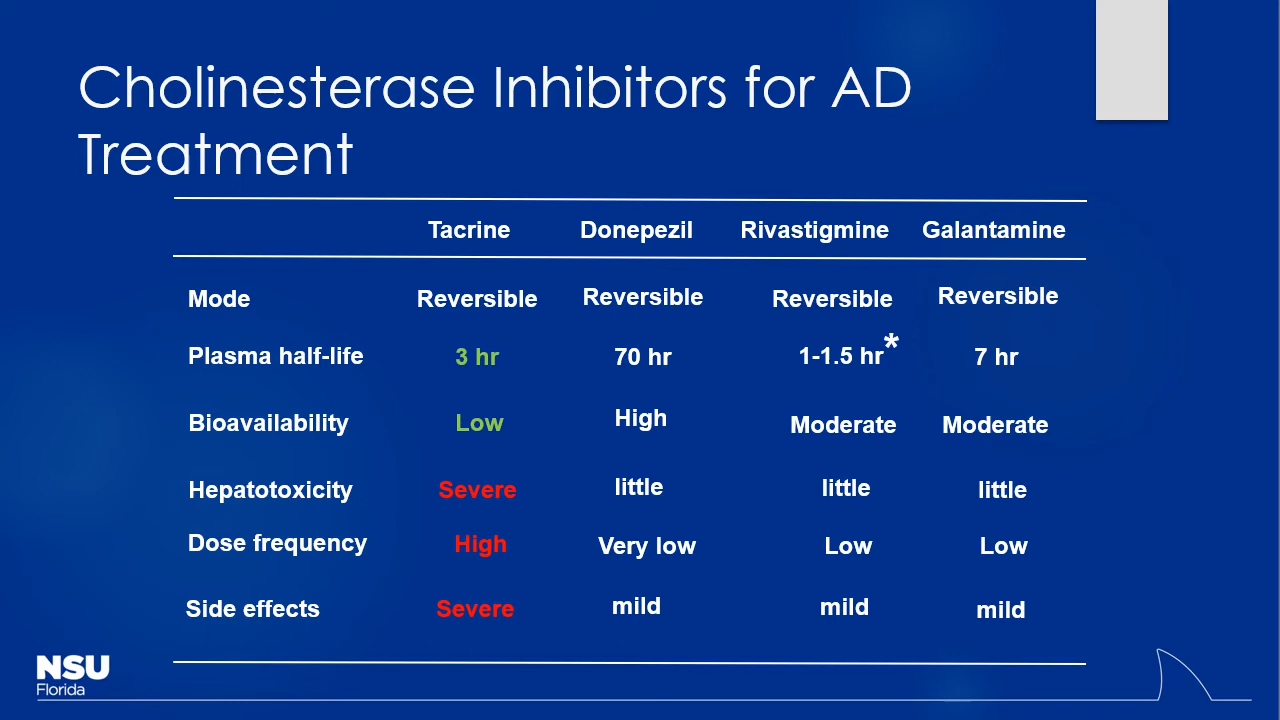 Cholinesterase Inhibitors for AD
Treatment
Tacrine Donepezil Rivastigmine Galantamine
Mode Reversible Reversible Reversible Reversible
Plasma half-life 3 hr 70 hr 1-1.5 hr* 7 hr
Bioavailability Low High Moderate Moderate
Hepatotoxicity Severe little little little
Dose frequency High Very low Low Low
Side effects Severe mild mild mild
NSU
Florida